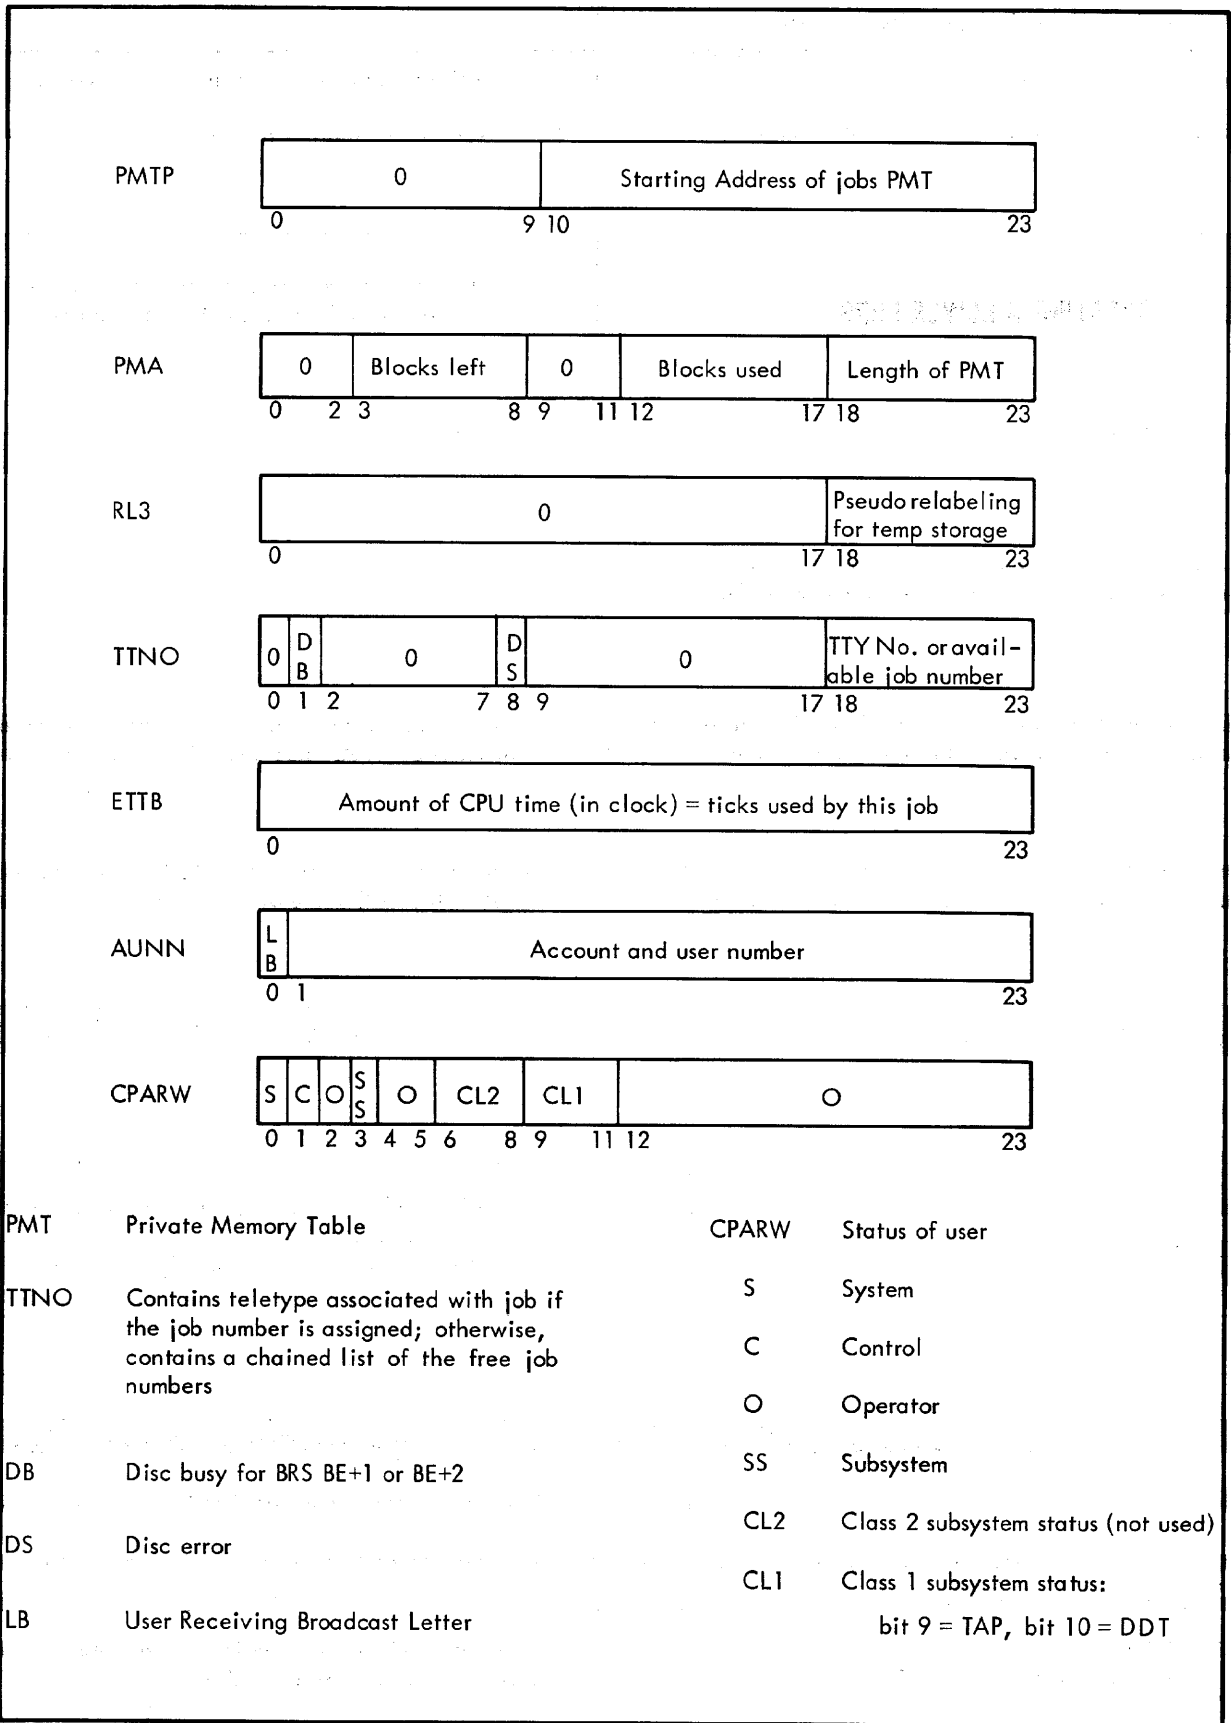 PMTP 0 Starting Address of jobs PMT
0 9 10 23
PMA 0 Blocks left 0 Blocks used Length of PMT
0 2 3 8 9 11 12 17 18 23
RL3 0 Pseudo relabeling
for temp storage
0 17 18 23
TTNO 0 DB 0 DS 0 TTY No. or avail-
able job number
0 1 2 7 8 9 17 18 23
ETTB Amount of CPU time (in clock) = ticks used by this job
0 23
AUNN LB Account and user number
0 1 23
CPARW S C O SS O CL2 CL1 O
0 1 2 3 4 5 6 8 9 11 12 23
PMT Private Memory Table
TTNO Contains teletype associated with job if
the job number is assigned; otherwise,
contains a chained list of the free job
numbers
DB Disc busy for BRS BE+1 or BE+2
DS Disc error
LB User Receiving Broadcast Letter
CPARW Status of user
S System
C Control
O Operator
SS Subsystem
CL2 Class 2 subsystem status (not used)
CL1 Class 1 subsystem status:
bit 9 = TAP, bit 10 = DDT